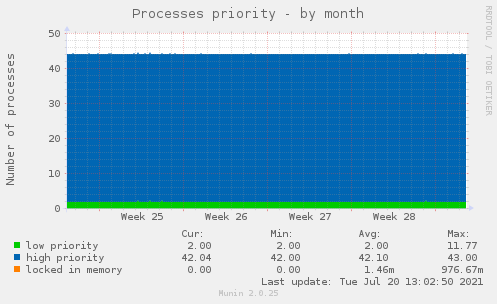 Processes priority - by month
RRDTOOL / TOBI OETIKER
Number of processes
50
40
30
20
10
0
Week 25 Week 26 Week 27 Week 28
Cur: Min: Avg: Max:
low priority 2.00 2.00 2.00 11.77
high priority 42.04 42.00 42.10 43.00
locked in memory 0.00 0.00 1.46m 976.67m
Last update: Tue Jul 20 13:02:50 2021
Munin 2.0.25